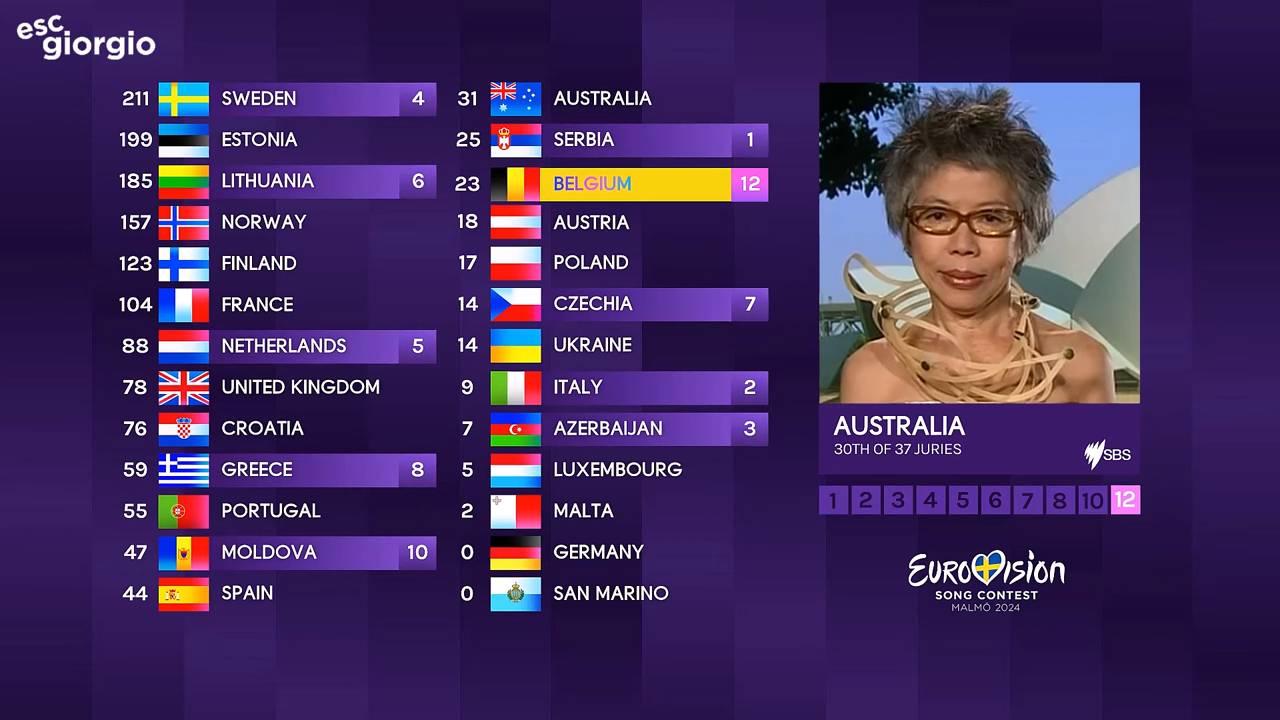 esc
giorgio
211 SWEDEN 4
199 ESTONIA
185 LITHUANIA 6
157 NORWAY
123 FINLAND
104 FRANCE
88 NETHERLANDS 5
78 UNITED KINGDOM
76 CROATIA
59 GREECE 8
55 PORTUGAL
47 MOLDOVA 10
44 SPAIN
31 AUSTRALIA
25 SERBIA 1
23 BELGIUM 12
18 AUSTRIA
17 POLAND
14 CZECHIA 7
14 UKRAINE
9 ITALY 2
7 AZERBAIJAN 3
5 LUXEMBOURG
2 MALTA
0 GERMANY
0 SAN MARINO
AUSTRALIA
30TH OF 37 JURIES
SBS
1 2 3 4 5 6 7 8 10 12
EUROVISION
SONG CONTEST
MALMÖ 2024